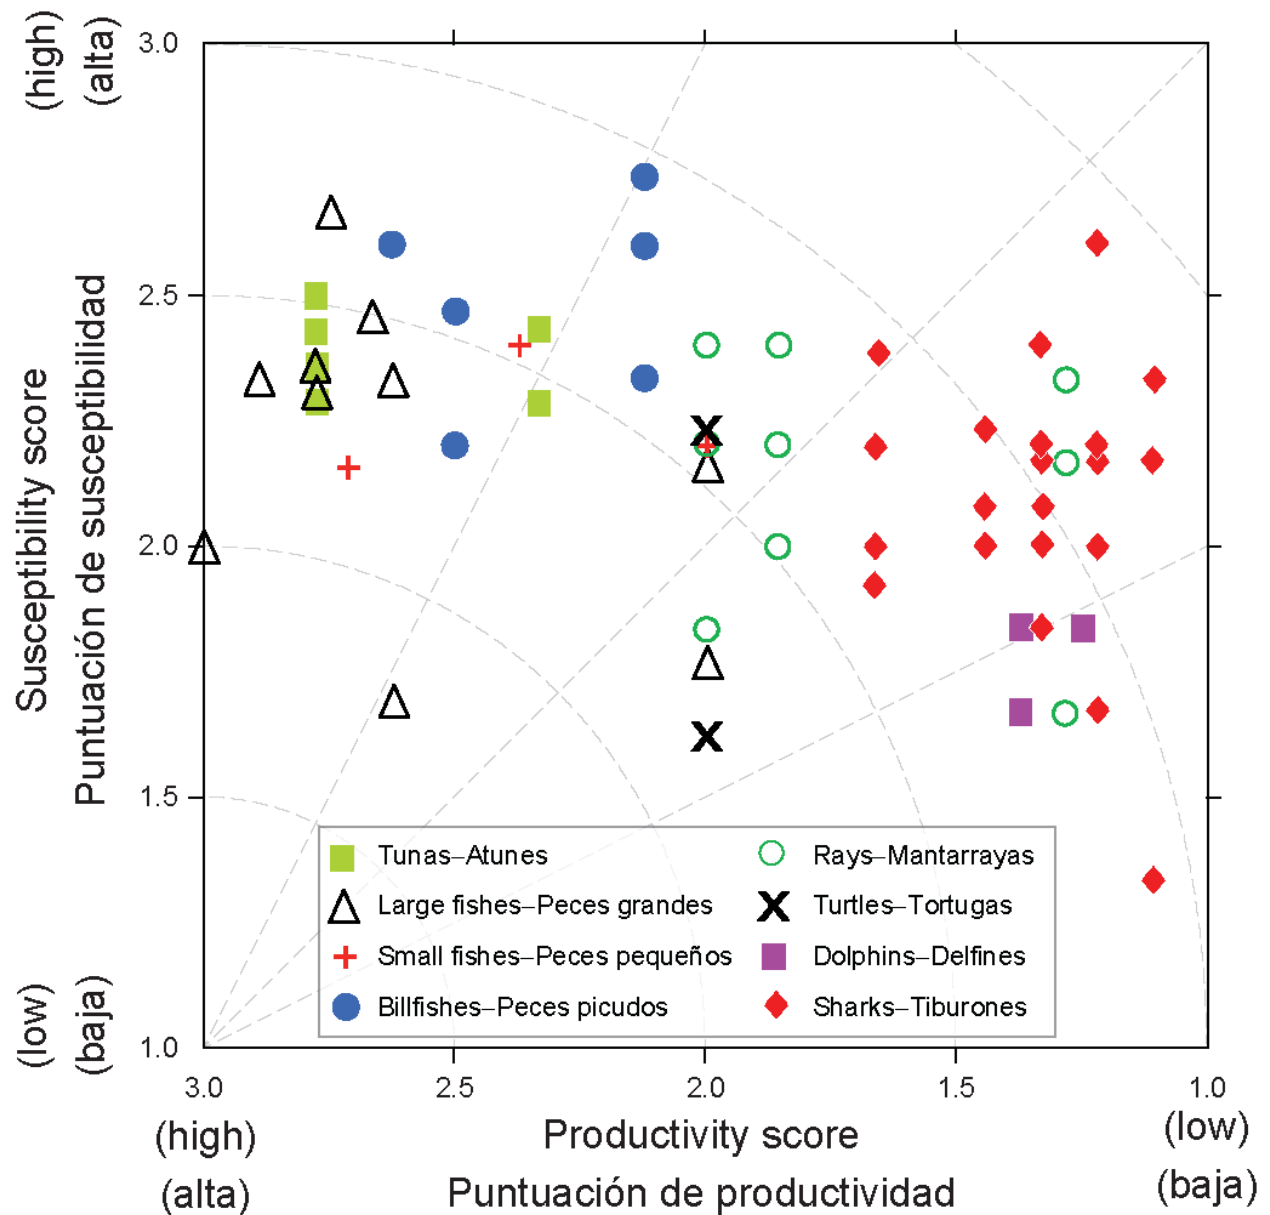 (high)
(alta)
Susceptibility score
Puntuación de susceptibilidad
(low)
(baja)
3.0
2.5
2.0
1.5
1.0
Tunas–Atunes
Large fishes–Peces grandes
Small fishes–Peces pequeños
Billfishes–Peces picudos
Rays–Mantarrayas
Turtles–Tortugas
Dolphins–Delfines
Sharks–Tiburones
3.0 2.5 2.0 1.5 1.0
(high) Productivity score (low)
(alta) Puntuación de productividad (baja)